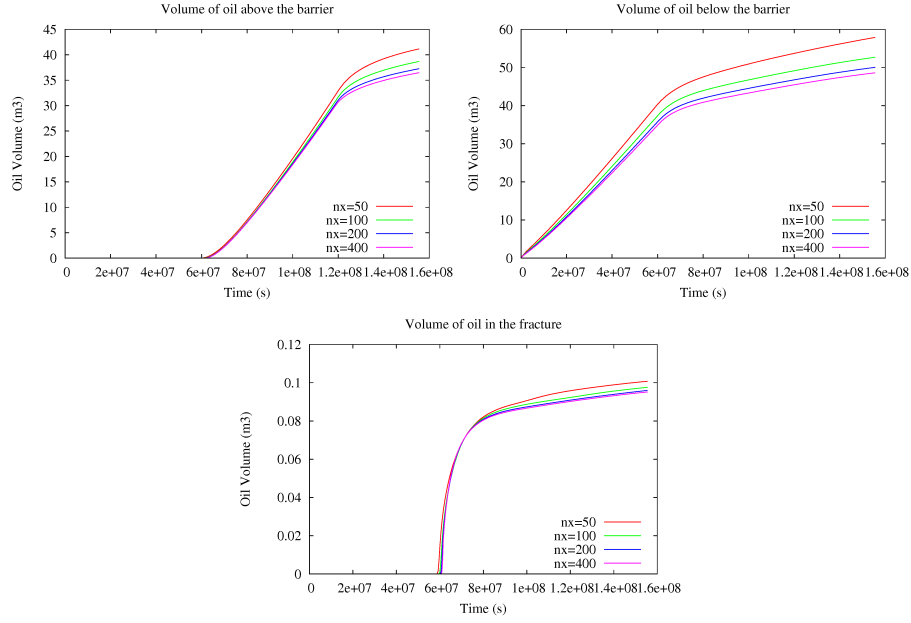 Volume of oil above the barrier
Oil Volume (m3)
45
40
35
30
25
20
15
10
5
0
nx=50
nx=100
nx=200
nx=400
0 2e+07 4e+07 6e+07 8e+07 1e+08 1.2e+08 1.4e+08 1.6e+08
Time (s)
Volume of oil below the barrier
Oil Volume (m3)
60
50
40
30
20
10
0
nx=50
nx=100
nx=200
nx=400
0 2e+07 4e+07 6e+07 8e+07 1e+08 1.2e+08 1.4e+08 1.6e+08
Time (s)
Volume of oil in the fracture
Oil Volume (m3)
0.12
0.1
0.08
0.06
0.04
0.02
0
nx=50
nx=100
nx=200
nx=400
0 2e+07 4e+07 6e+07 8e+07 1e+08 1.2e+08 1.4e+08 1.6e+08
Time (s)